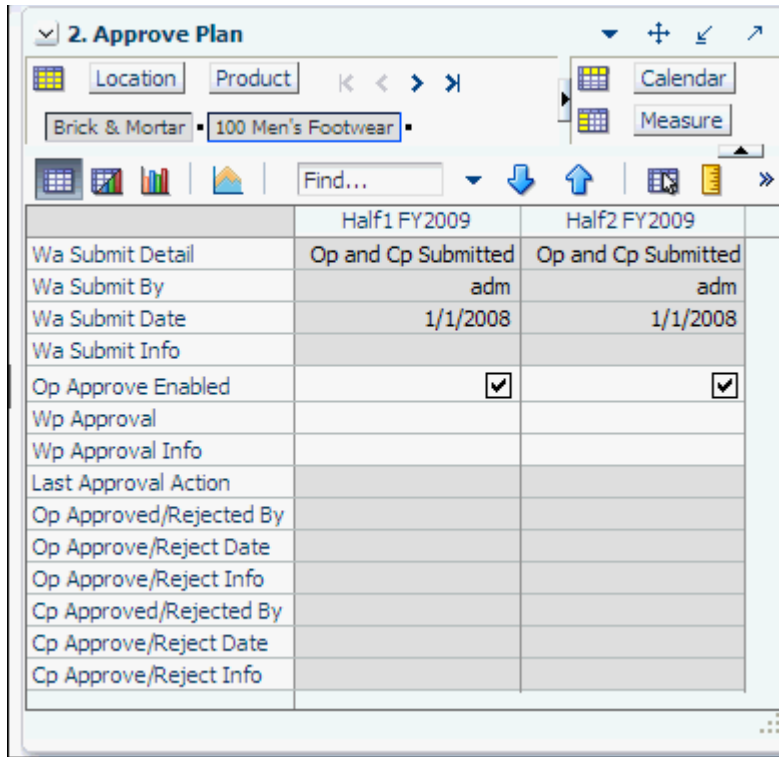 2. Approve Plan
Location Product Calendar
Brick & Mortar 100 Men's Footwear Measure
Find...
Half1 FY2009 Half2 FY2009
Wa Submit Detail Op and Cp Submitted Op and Cp Submitted
Wa Submit By adm adm
Wa Submit Date 1/1/2008 1/1/2008
Wa Submit Info
Op Approve Enabled
Wp Approval
Wp Approval Info
Last Approval Action
Op Approved/Rejected By
Op Approve/Reject Date
Op Approve/Reject Info
Cp Approved/Rejected By
Cp Approve/Reject Date
Cp Approve/Reject Info